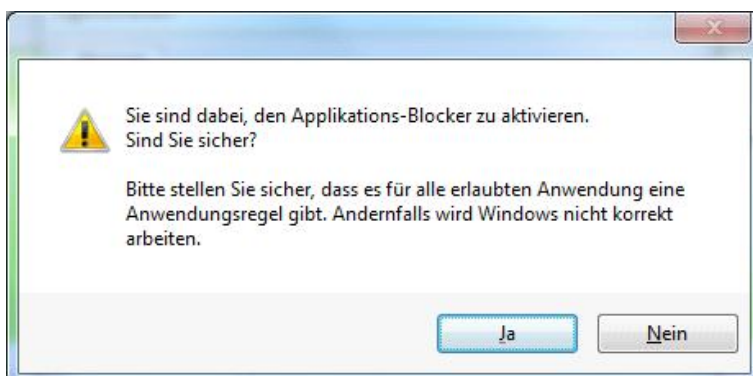 Sie sind dabei, den Applikations-Blocker zu aktivieren.
Sind Sie sicher?
Bitte stellen Sie sicher, dass es für alle erlaubten Anwendung eine
Anwendungsregel gibt. Andernfalls wird Windows nicht korrekt
arbeiten.
Ja
Nein